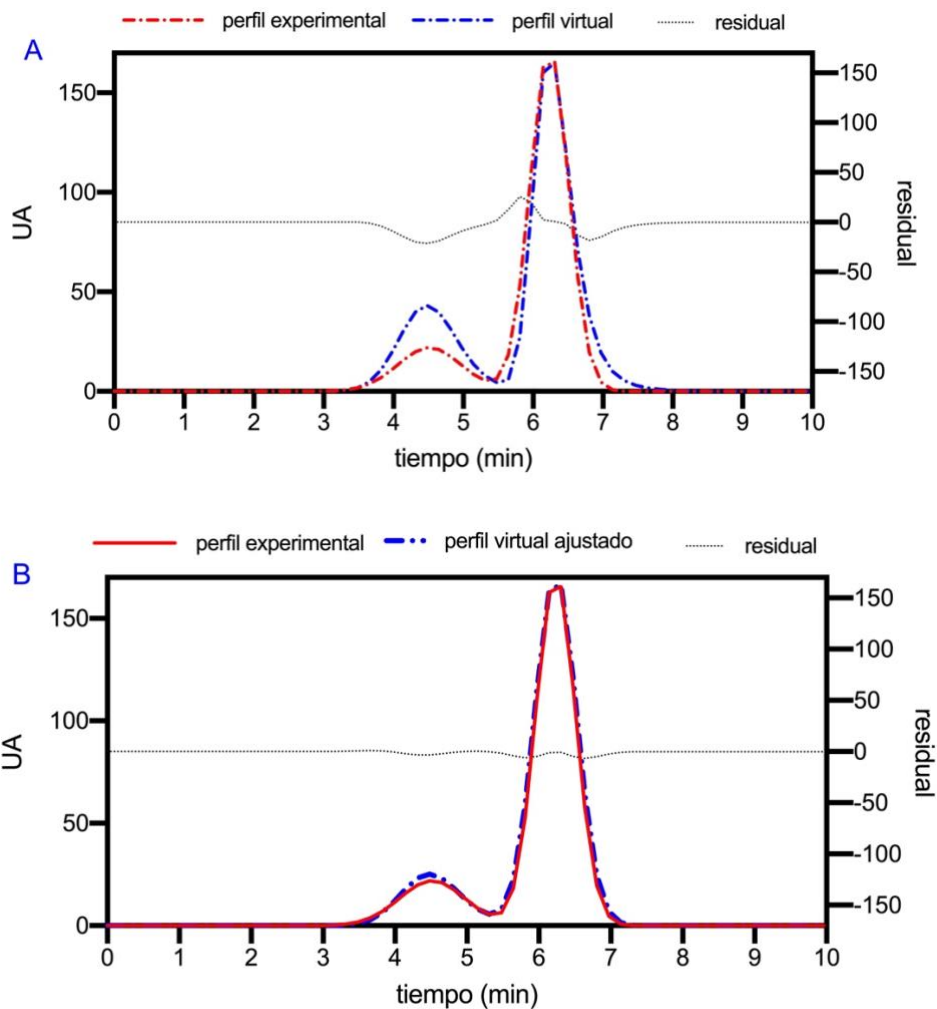 perfil experimental perfil virtual residual
A
150
100
50
0
UA
150
100
50
0
-50
-100
-150
residual
0 1 2 3 4 5 6 7 8 9 10
tiempo (min)
perfil experimental perfil virtual ajustado residual
B
150
100
50
0
UA
150
100
50
0
-50
-100
-150
residual
0 1 2 3 4 5 6 7 8 9 10
tiempo (min)